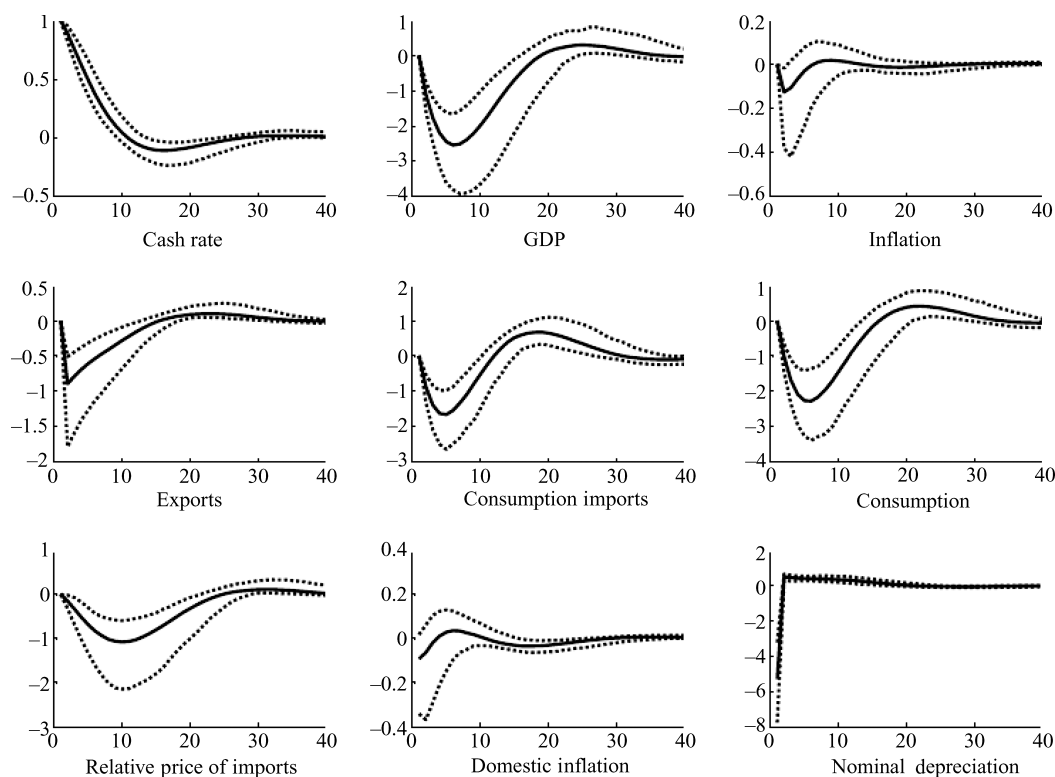 1
0.5
0
–0.5
0 10 20 30 40
Cash rate
1
0
–1
–2
–3
–4
0 10 20 30 40
GDP
0.2
0
–0.2
–0.4
0.6
0 10 20 30 40
Inflation
0.5
0
–0.5
–1
–1.5
–2
0 10 20 30 40
Exports
2
1
0
–1
–2
–3
0 10 20 30 40
Consumption imports
1
0
–1
–2
–3
–4
0 10 20 30 40
Consumption
1
0
–1
–2
–3
0 10 20 30 40
Relative price of imports
0.4
0.2
0
–0.2
–0.4
0 10 20 30 40
Domestic inflation
2
0
–2
–4
–6
–8
0 10 20 30 40
Nominal depreciation